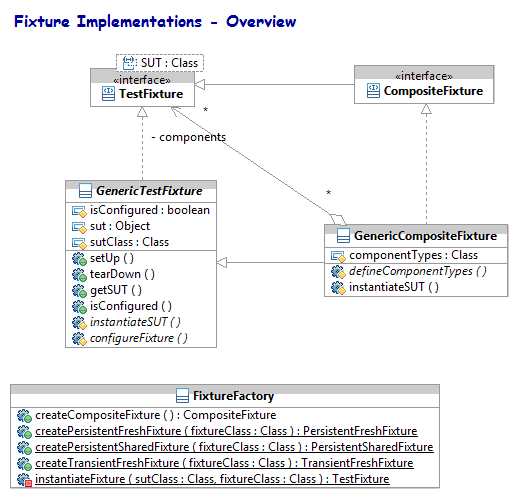 Fixture Implementations - Overview
SUT : Class
«interface»
TestFixture
«interface»
CompositeFixture
*
- components
*
GenericTestFixture
isConfigured : boolean
sut : Object
sutClass : Class
setUp ( )
tearDown ( )
getSUT ( )
isConfigured ( )
instantiateSUT ( )
configureFixture ( )
GenericCompositeFixture
componentTypes : Class
defineComponentTypes ( )
instantiateSUT ( )
FixtureFactory
createCompositeFixture ( ) : CompositeFixture
createPersistentFreshFixture ( fixtureClass : Class ) : PersistentFreshFixture
createPersistentSharedFixture ( fixtureClass : Class ) : PersistentSharedFixture
createTransientFreshFixture ( fixtureClass : Class ) : TransientFreshFixture
instantiateFixture ( sutClass : Class, fixtureClass : Class ) : TestFixture